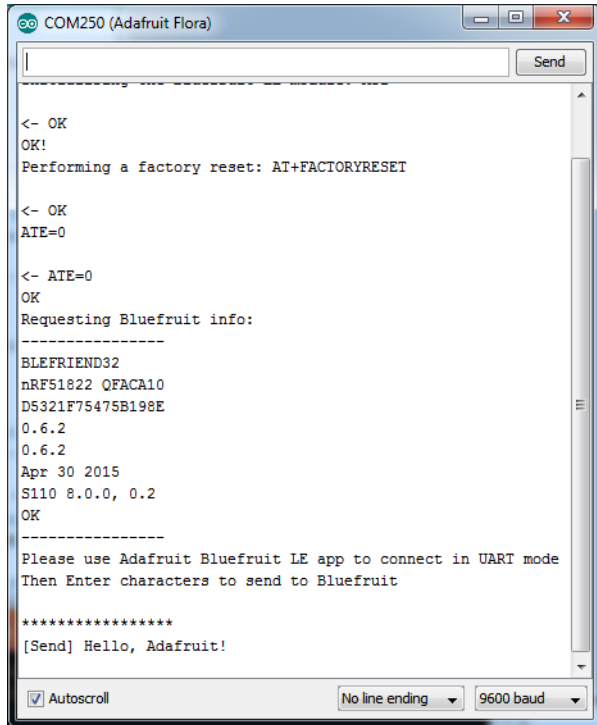 COM250 (Adafruit Flora)
Send
<- OK
OK!
Performing a factory reset: AT+FACTORYRESET
<- OK
ATE=0
<- ATE=0
OK
Requesting Bluefruit info:
----------------
BLEFRIEND32
nRF51822 QFACA10
D5321F75475B198E
0.6.2
0.6.2
Apr 30 2015
S110 8.0.0, 0.2
OK
----------------
Please use Adafruit Bluefruit LE app to connect in UART mode
Then Enter characters to send to Bluefruit
*****************
[Send] Hello, Adafruit!
Autoscroll No line ending 9600 baud